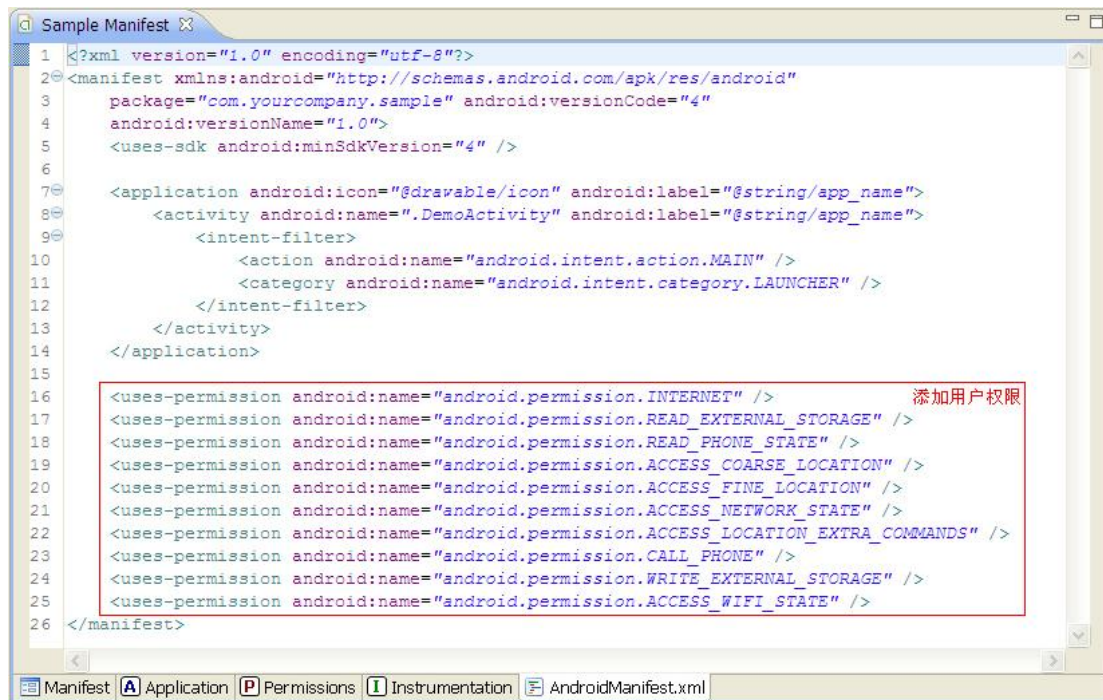 Sample Manifest
1 <?xml version="1.0" encoding="utf-8"?>
2 <manifest xmlns:android="http://schemas.android.com/apk/res/android"
3 package="com.yourcompany.sample" android:versionCode="4"
4 android:versionName="1.0">
5 <uses-sdk android:minSdkVersion="4" />
6
7 <application android:icon="@drawable/icon" android:label="@string/app_name">
8 <activity android:name=".DemoActivity" android:label="@string/app_name">
9 <intent-filter>
10 <action android:name="android.intent.action.MAIN" />
11 <category android:name="android.intent.category.LAUNCHER" />
12 </intent-filter>
13 </activity>
14 </application>
15
16 <uses-permission android:name="android.permission.INTERNET" /> 添加用户权限
17 <uses-permission android:name="android.permission.READ_EXTERNAL_STORAGE" />
18 <uses-permission android:name="android.permission.READ_PHONE_STATE" />
19 <uses-permission android:name="android.permission.ACCESS_COARSE_LOCATION" />
20 <uses-permission android:name="android.permission.ACCESS_FINE_LOCATION" />
21 <uses-permission android:name="android.permission.ACCESS_NETWORK_STATE" />
22 <uses-permission android:name="android.permission.ACCESS_LOCATION_EXTRA_COMMANDS" />
23 <uses-permission android:name="android.permission.CALL_PHONE" />
24 <uses-permission android:name="android.permission.WRITE_EXTERNAL_STORAGE" />
25 <uses-permission android:name="android.permission.ACCESS_WIFI_STATE" />
26 </manifest>
Manifest A Application P Permissions I Instrumentation F AndroidManifest.xml